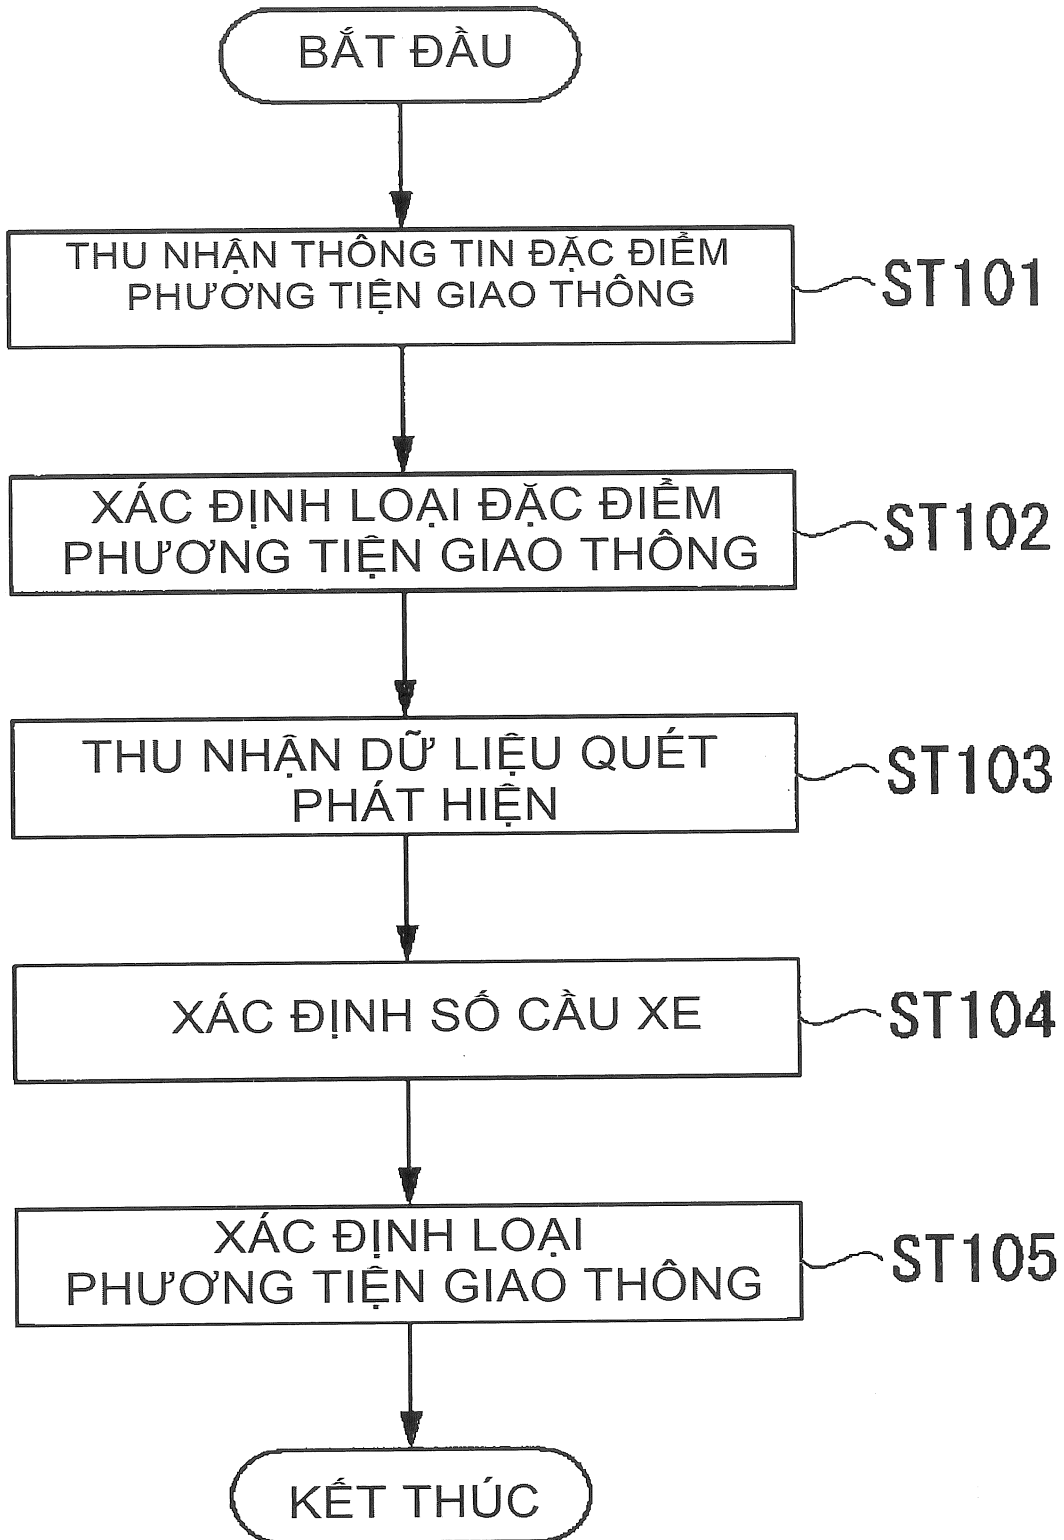 BẮT ĐẦU
THU NHẬN THÔNG TIN ĐẶC ĐIỂM
PHƯƠNG TIỆN GIAO THÔNG
ST101
XÁC ĐỊNH LOẠI ĐẶC ĐIỂM
PHƯƠNG TIỆN GIAO THÔNG
ST102
THU NHẬN DỮ LIỆU QUÉT
PHÁT HIỆN
ST103
XÁC ĐỊNH SỐ CẦU XE
ST104
XÁC ĐỊNH LOẠI
PHƯƠNG TIỆN GIAO THÔNG
ST105
KẾT THÚC